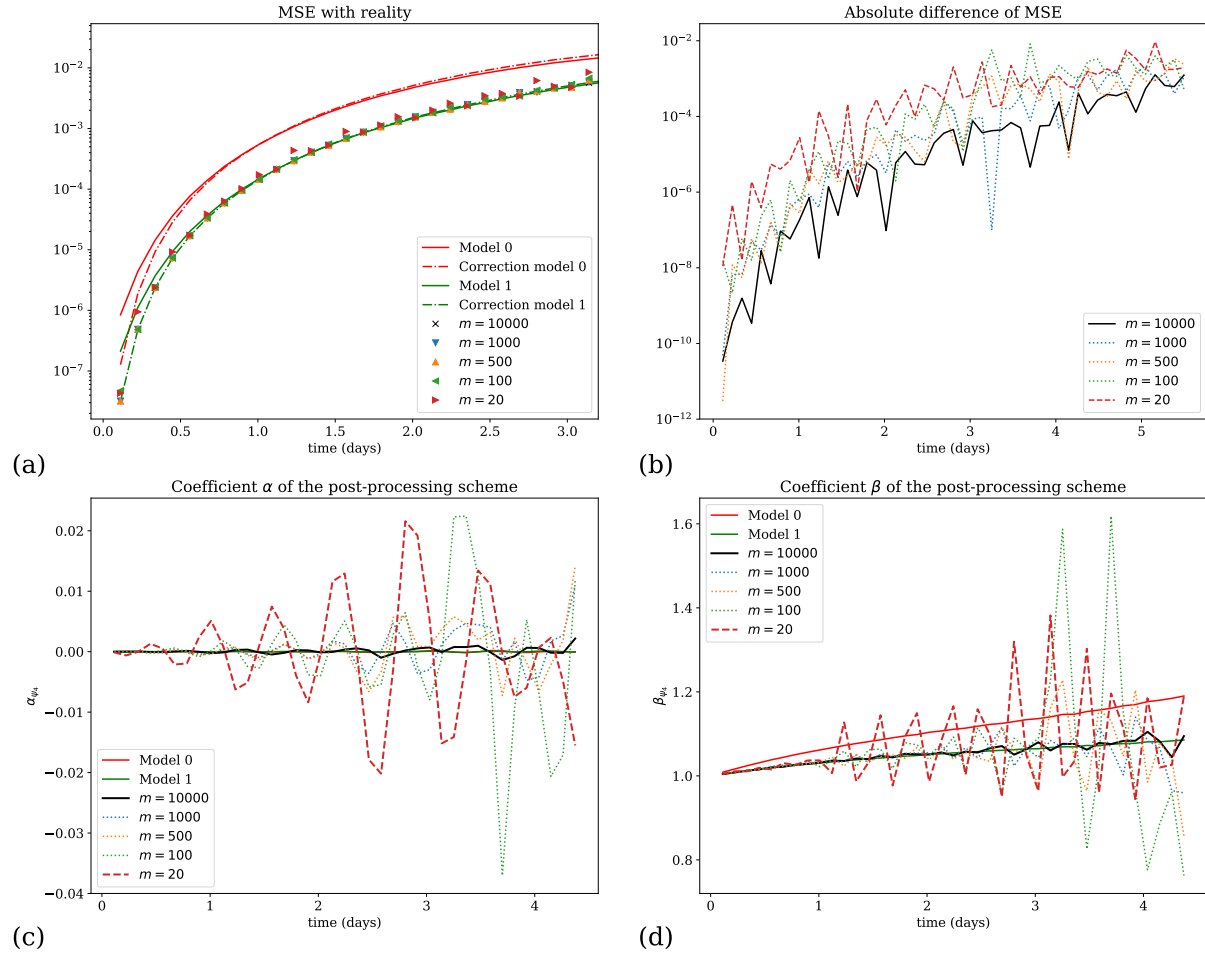 MSE with reality
10⁻²
10⁻³
10⁻⁴
10⁻⁵
10⁻⁶
10⁻⁷
Model 0
Correction model 0
Model 1
Correction model 1
m = 10000
m = 1000
m = 500
m = 100
m = 20
0.0 0.5 1.0 1.5 2.0 2.5 3.0
time (days)
(a)
Absolute difference of MSE
10⁻²
10⁻⁴
10⁻⁶
10⁻⁸
10⁻¹⁰
10⁻¹²
m = 10000
m = 1000
m = 500
m = 100
m = 20
0 1 2 3 4 5
time (days)
(b)
Coefficient α of the post-processing scheme
0.02
0.01
0.00
−0.01
−0.02
−0.03
−0.04
α_ψ₄
Model 0
Model 1
m = 10000
m = 1000
m = 500
m = 100
m = 20
0 1 2 3 4
time (days)
(c)
Coefficient β of the post-processing scheme
1.6
1.4
1.2
1.0
0.8
β_ψ₄
Model 0
Model 1
m = 10000
m = 1000
m = 500
m = 100
m = 20
0 1 2 3 4
time (days)
(d)